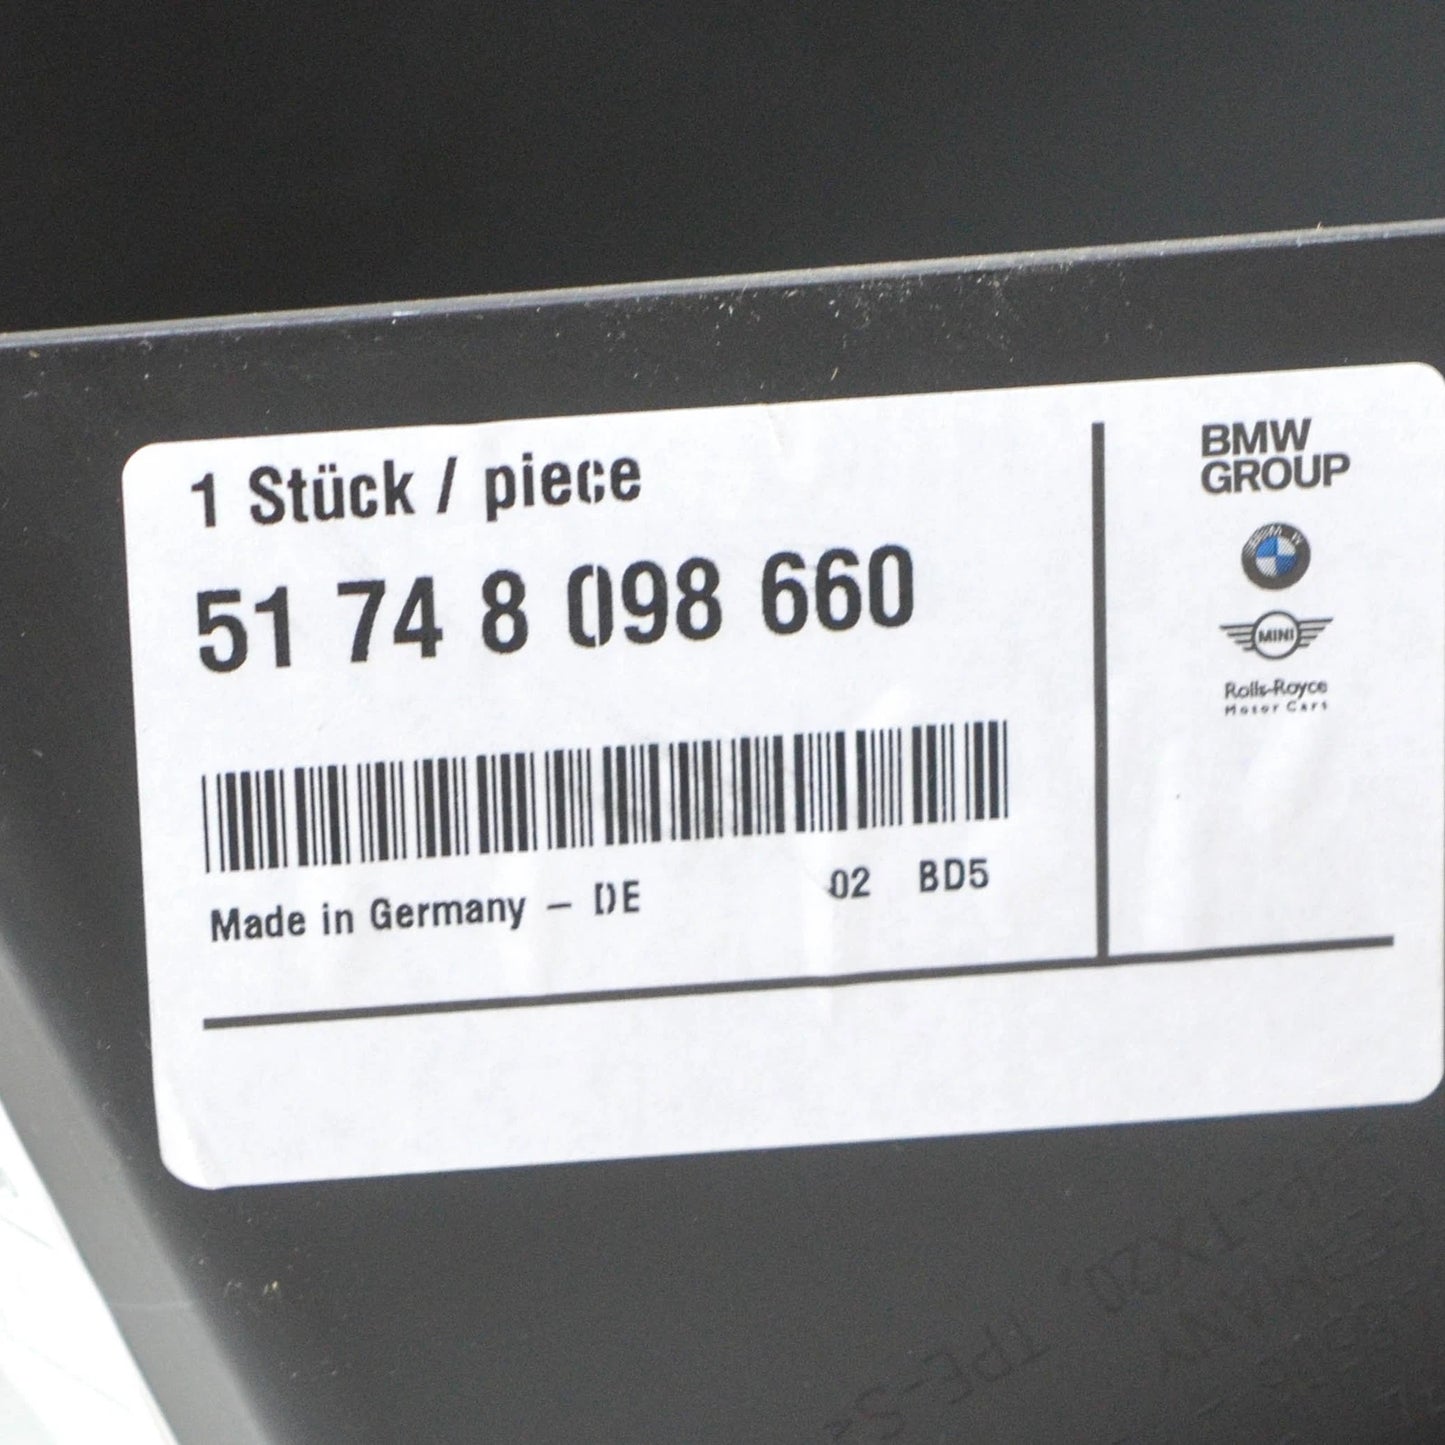 1 Stück / piece
51 74 8 098 660
Made in Germany – DE 02 BD5
BMW
GROUP
MINI
Rolls-Royce
Motor Cars